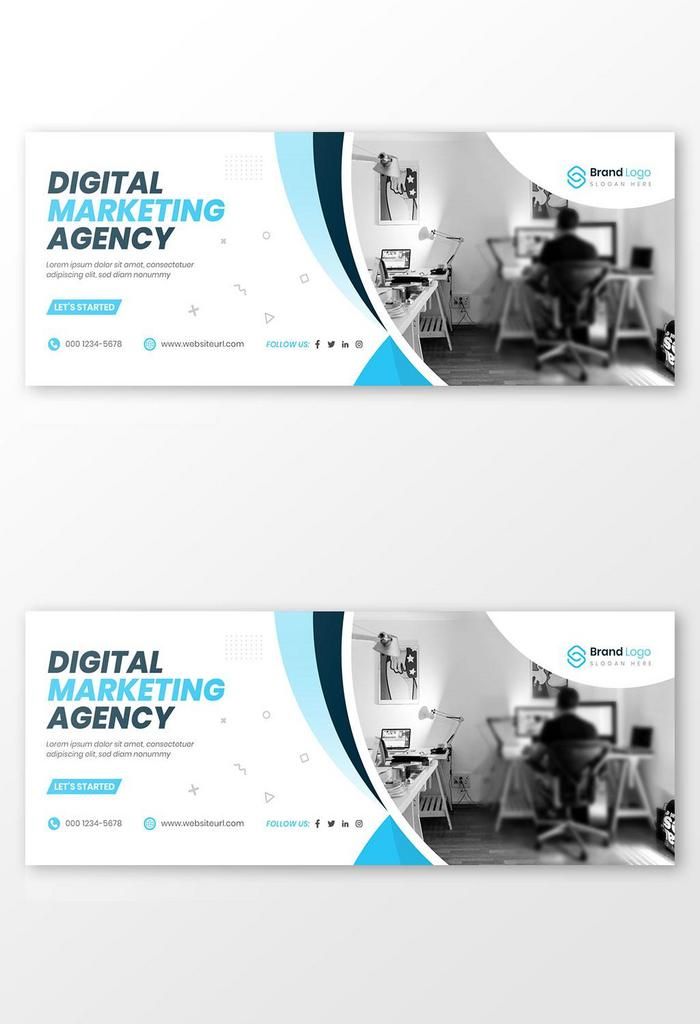 DIGITAL
MARKETING
AGENCY
Lorem ipsum dolor sit amet, consectetuer
adipiscing elit, sed diam nonummy
LET'S STARTED
000 1234-5678
www.websiteurl.com
FOLLOW US:
Brand Logo
SLOGAN HERE
DIGITAL
MARKETING
AGENCY
Lorem ipsum dolor sit amet, consectetuer
adipiscing elit, sed diam nonummy
LET'S STARTED
000 1234-5678
www.websiteurl.com
FOLLOW US:
Brand Logo
SLOGAN HERE